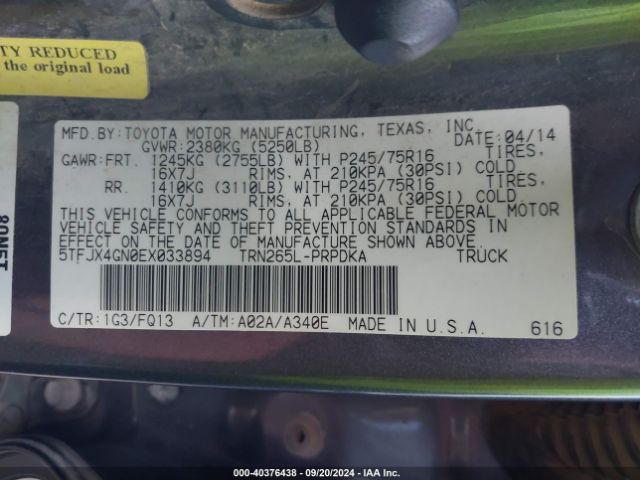 TY REDUCED
the original load
MFD.BY:TOYOTA MOTOR MANUFACTURING, TEXAS, INC.
GVWR:2380KG (5250LB) DATE:04/14
GAWR:FRT. 1245KG (2755LB) WITH P245/75R16 TIRES,
16X7J RIMS, AT 210KPA (30PSI) COLD
RR. 1410KG (3110LB) WITH P245/75R16 TIRES,
16X7J RIMS, AT 210KPA (30PSI) COLD.
THIS VEHICLE CONFORMS TO ALL APPLICABLE FEDERAL MOTOR
VEHICLE SAFETY AND THEFT PREVENTION STANDARDS IN
EFFECT ON THE DATE OF MANUFACTURE SHOWN ABOVE.
5TFJX4GN0EX033894 TRN265L-PRPDKA TRUCK
C/TR:1G3/FQ13 A/TM:A02A/A340E MADE IN U.S.A. 616
00-40376438 - 09/20/2024 - IAA Inc.